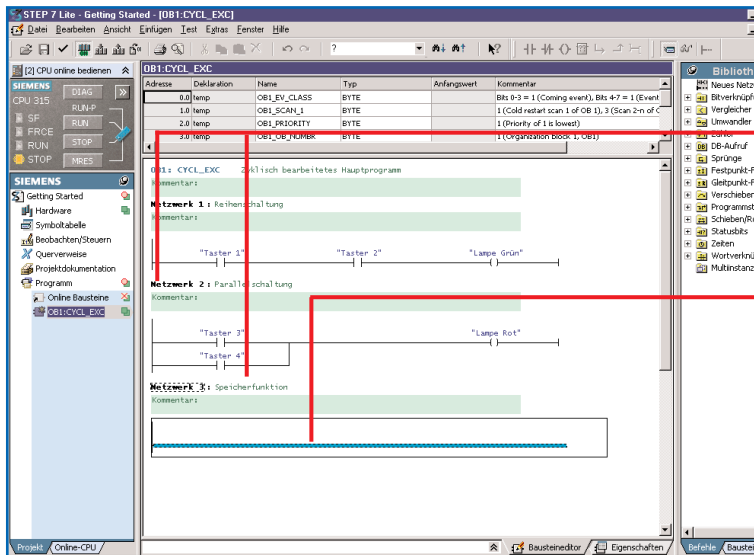 STEP 7 Lite - Getting Started - [OB1:CYCL_EXC]
Datei Bearbeiten Ansicht Einfügen Test Extras Fenster Hilfe
?
[2] CPU online bedienen
SIEMENS
CPU 315
DIAG
RUN-P
SF
RUN
FRCE
RUN
STOP
STOP
MRES
SIEMENS
Getting Started
Hardware
Symboltabelle
Beobachten/Steuern
Querverweise
Projektdokumentation
Programm
Online Bausteine
OB1:CYCL_EXC
Projekt Online-CPU
OB1:CYCL_EXC
Adresse Deklaration Name Typ Anfangswert Kommentar
0.0 temp OB1_EV_CLASS BYTE Bits 0-3 = 1 (Coming event), Bits 4-7 = 1 (Event
1.0 temp OB1_SCAN_1 BYTE 1 (Cold restart scan 1 of OB 1), 3 (Scan 2-n of O
2.0 temp OB1_PRIORITY BYTE 1 (Priority of 1 is lowest)
3.0 temp OB1_OB_NUMBR BYTE 1 (Organization block 1, OB1)
OB1: CYCL_EXC Zyklisch bearbeitetes Hauptprogramm
Kommentar:
Netzwerk 1 : Reihenschaltung
Kommentar:
"Taster 1" "Taster 2" "Lampe Grün"
Netzwerk 2 : Parallelschaltung
Kommentar:
"Taster 3" "Lampe Rot"
"Taster 4"
Netzwerk 3 : Speicherfunktion
Kommentar:
Bausteineditor Eigenschaften
Biblioth
Neues Netz
Bitverknüpf
Vergleicher
Umwandler
DB-Aufruf
Sprünge
Festpunkt-F
Gleitpunkt-F
Verschieben
Programmst
Schieben/Ro
Statusbits
Zeiten
Wortverknü
Multinstanz
Befehle Baustei